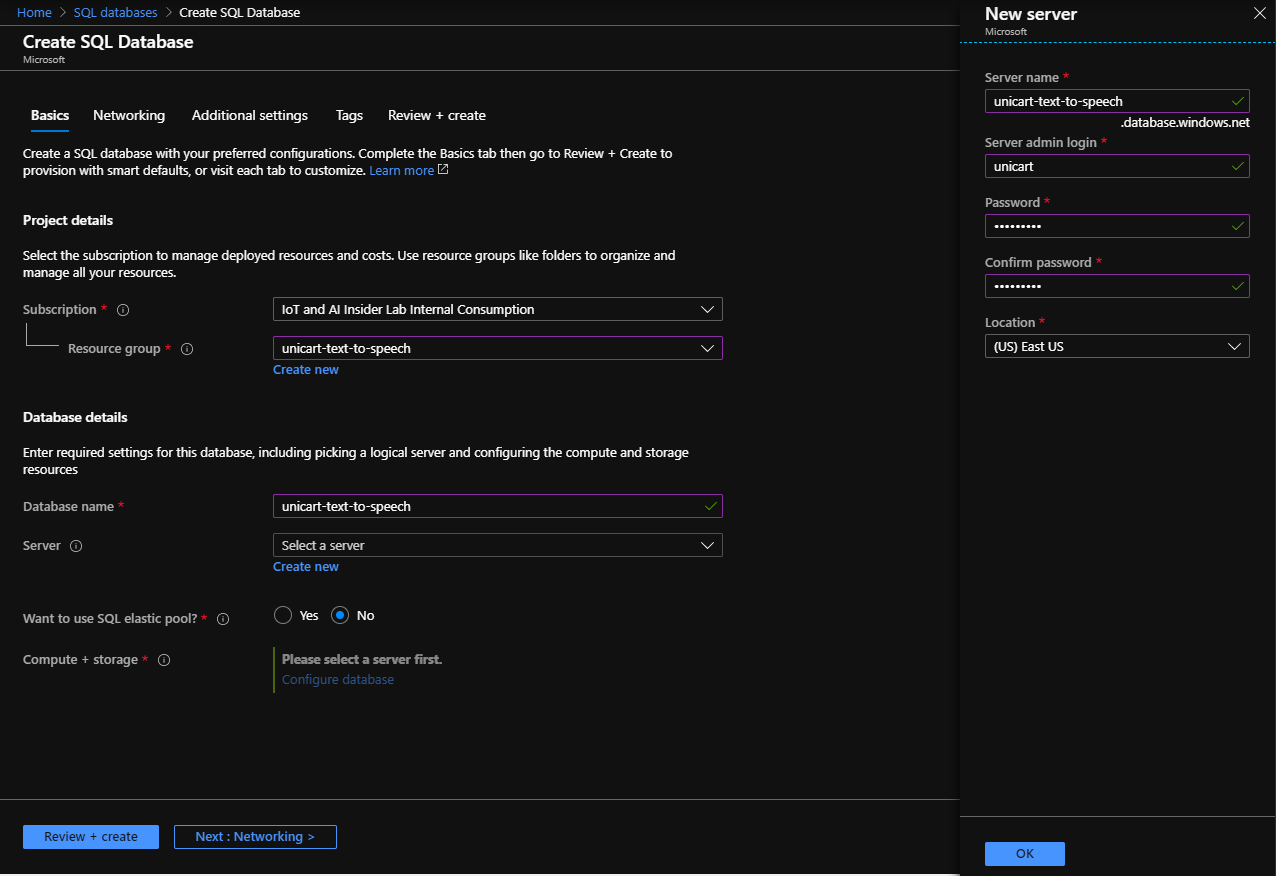 Home > SQL databases > Create SQL Database
Create SQL Database
Microsoft
Basics Networking Additional settings Tags Review + create
Create a SQL database with your preferred configurations. Complete the Basics tab then go to Review + Create to
provision with smart defaults, or visit each tab to customize. Learn more
Project details
Select the subscription to manage deployed resources and costs. Use resource groups like folders to organize and
manage all your resources.
Subscription *
IoT and AI Insider Lab Internal Consumption
Resource group *
unicart-text-to-speech
Create new
Database details
Enter required settings for this database, including picking a logical server and configuring the compute and storage
resources
Database name *
unicart-text-to-speech
Server
Select a server
Create new
Want to use SQL elastic pool? *
Yes No
Compute + storage *
Please select a server first.
Configure database
Review + create
Next : Networking >
New server
Microsoft
Server name *
unicart-text-to-speech
.database.windows.net
Server admin login *
unicart
Password *
•••••••••
Confirm password *
•••••••••
Location *
(US) East US
OK